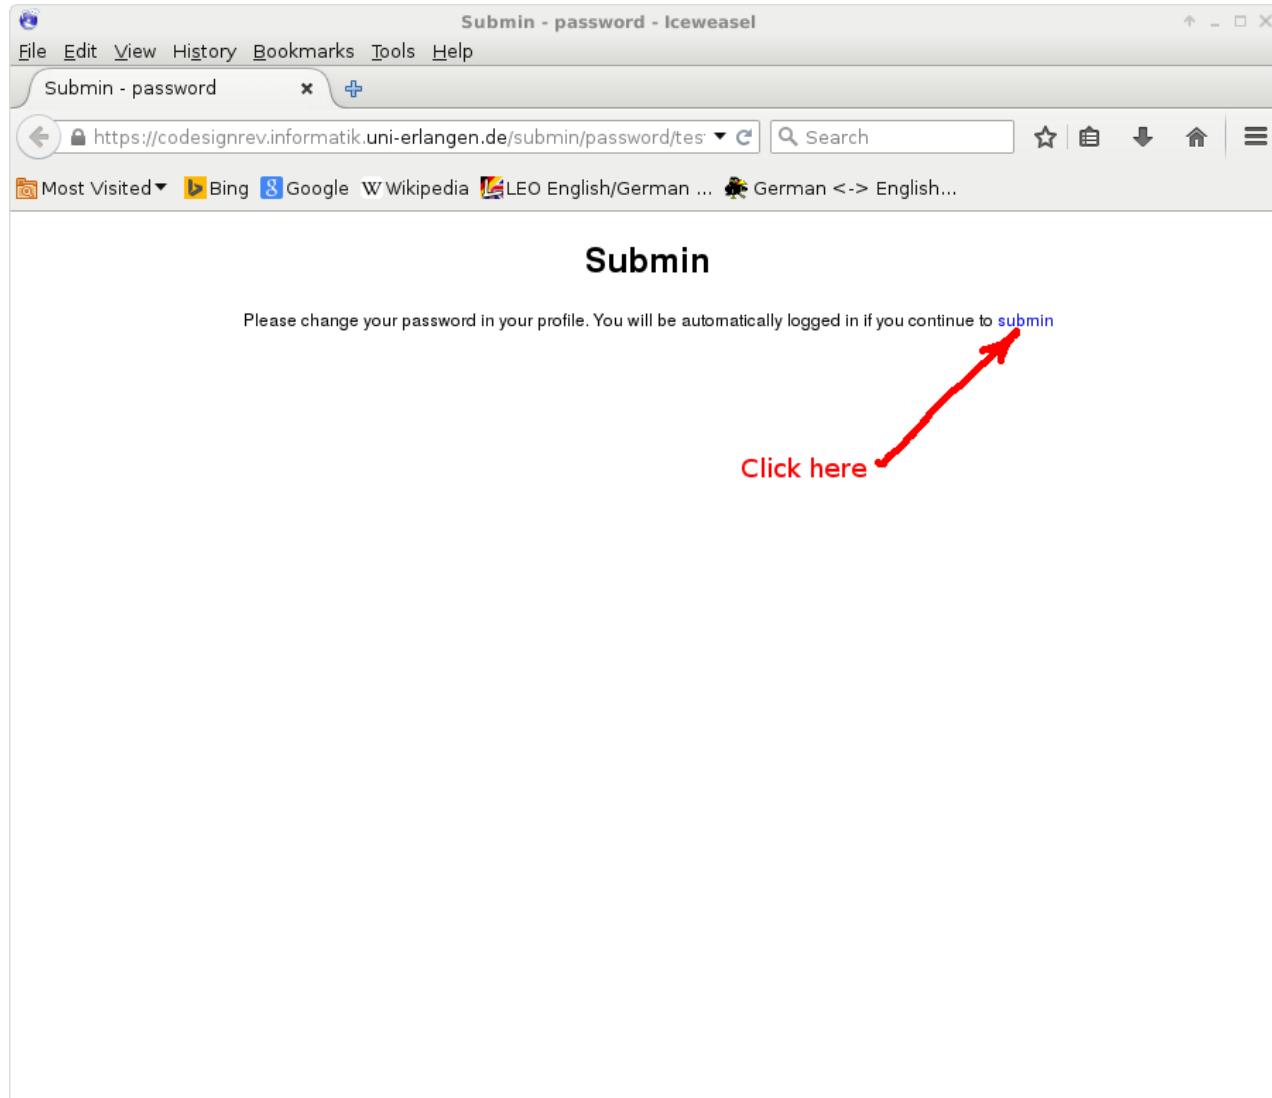 Submin - password - Iceweasel
File Edit View History Bookmarks Tools Help
Submin - password
https://codesignrev.informatik.uni-erlangen.de/submin/password/tes
Search
Most Visited Bing Google Wikipedia LEO English/German ... German <-> English...
Submin
Please change your password in your profile. You will be automatically logged in if you continue to submin
Click here